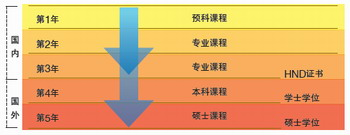 国内
第1年 预科课程
第2年 专业课程
第3年 专业课程
HND证书
国外
第4年 本科课程
学士学位
第5年 硕士课程
硕士学位